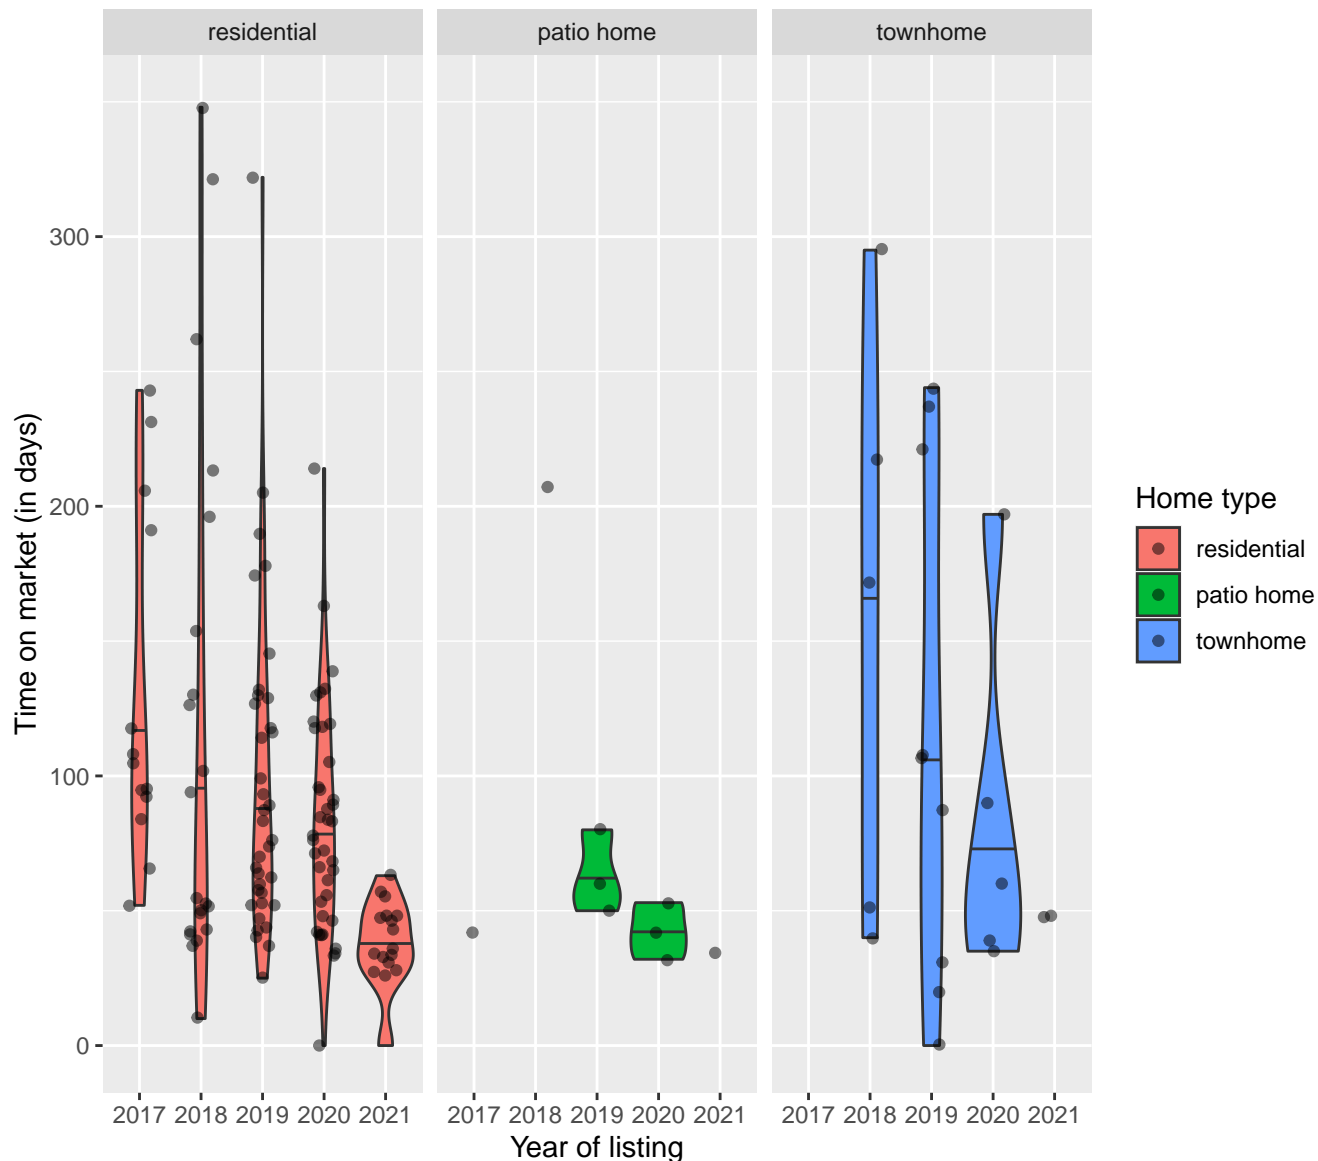 residential patio home townhome
300
200
100
0
Time on market (in days)
2017 2018 2019 2020 2021 2017 2018 2019 2020 2021 2017 2018 2019 2020 2021
Year of listing
Home type
residential
patio home
townhome